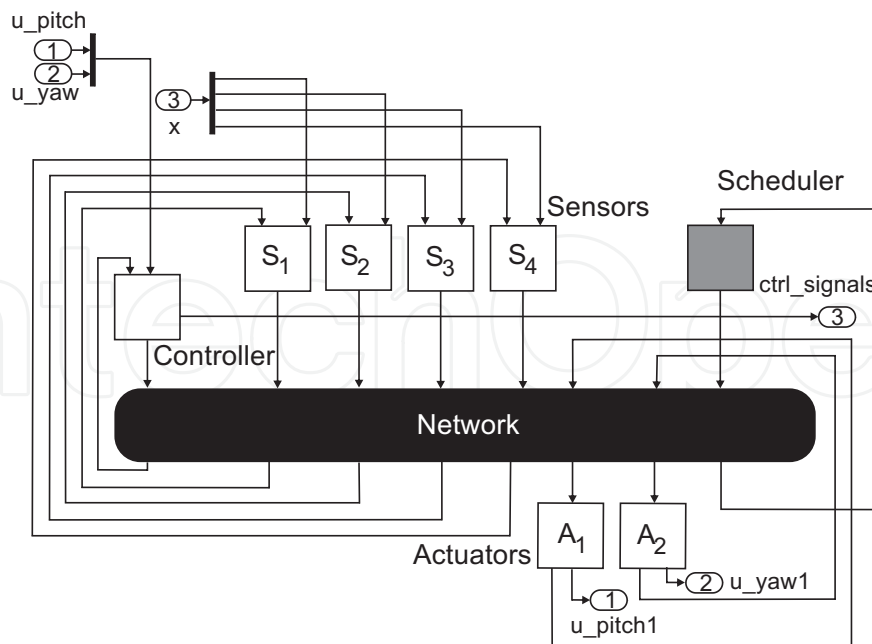 u_pitch
1
2
u_yaw
3
x
Scheduler
Sensors
S1
S2
S3
S4
ctrl_signals
3
Controller
Network
A1
A2
Actuators
2 u_yaw1
1
u_pitch1